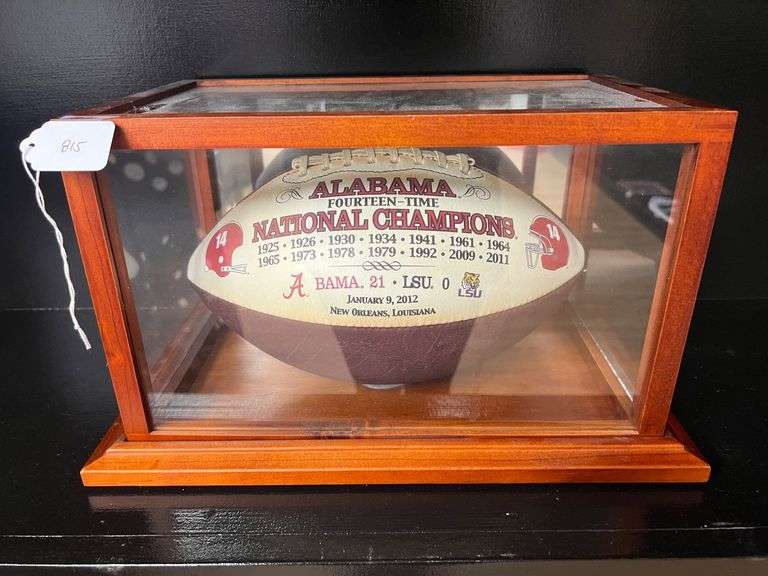 815
ALABAMA
FOURTEEN-TIME
NATIONAL CHAMPIONS
1925 • 1926 • 1930 • 1934 • 1941 • 1961 • 1964
1965 • 1973 • 1978 • 1979 • 1992 • 2009 • 2011
14
14
A BAMA, 21 • LSU, 0 LSU
JANUARY 9, 2012
NEW ORLEANS, LOUISIANA